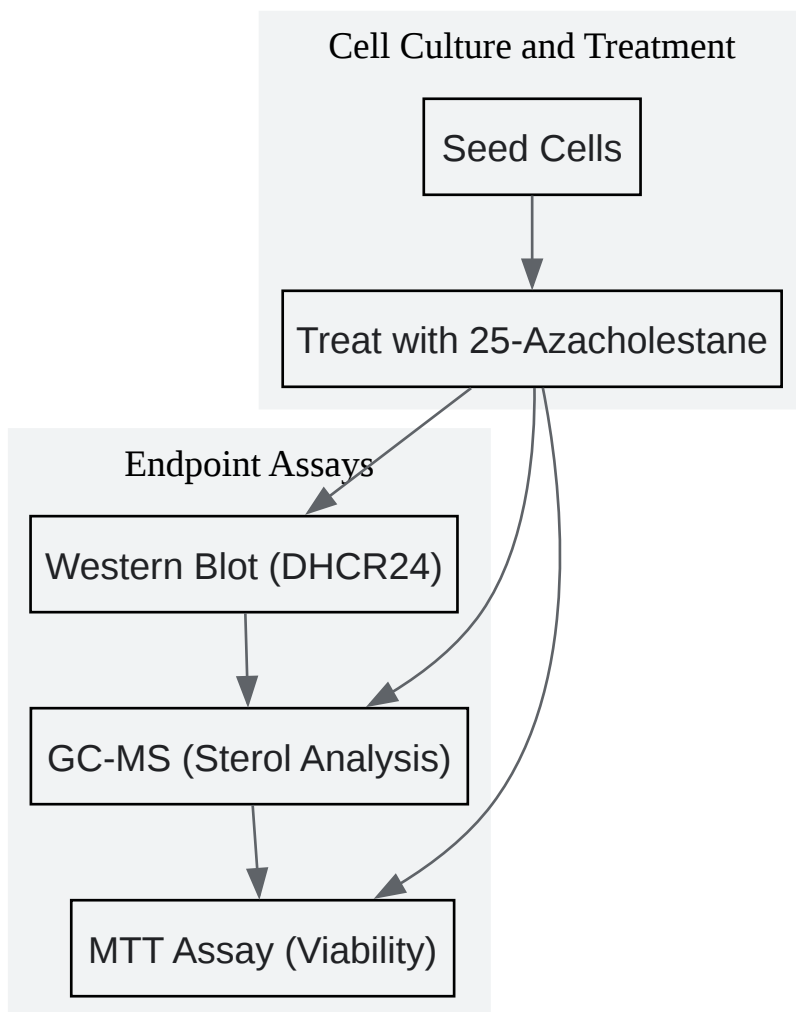 Cell Culture and Treatment
Seed Cells
Treat with 25-Azacholestane
Endpoint Assays
Western Blot (DHCR24)
GC-MS (Sterol Analysis)
MTT Assay (Viability)